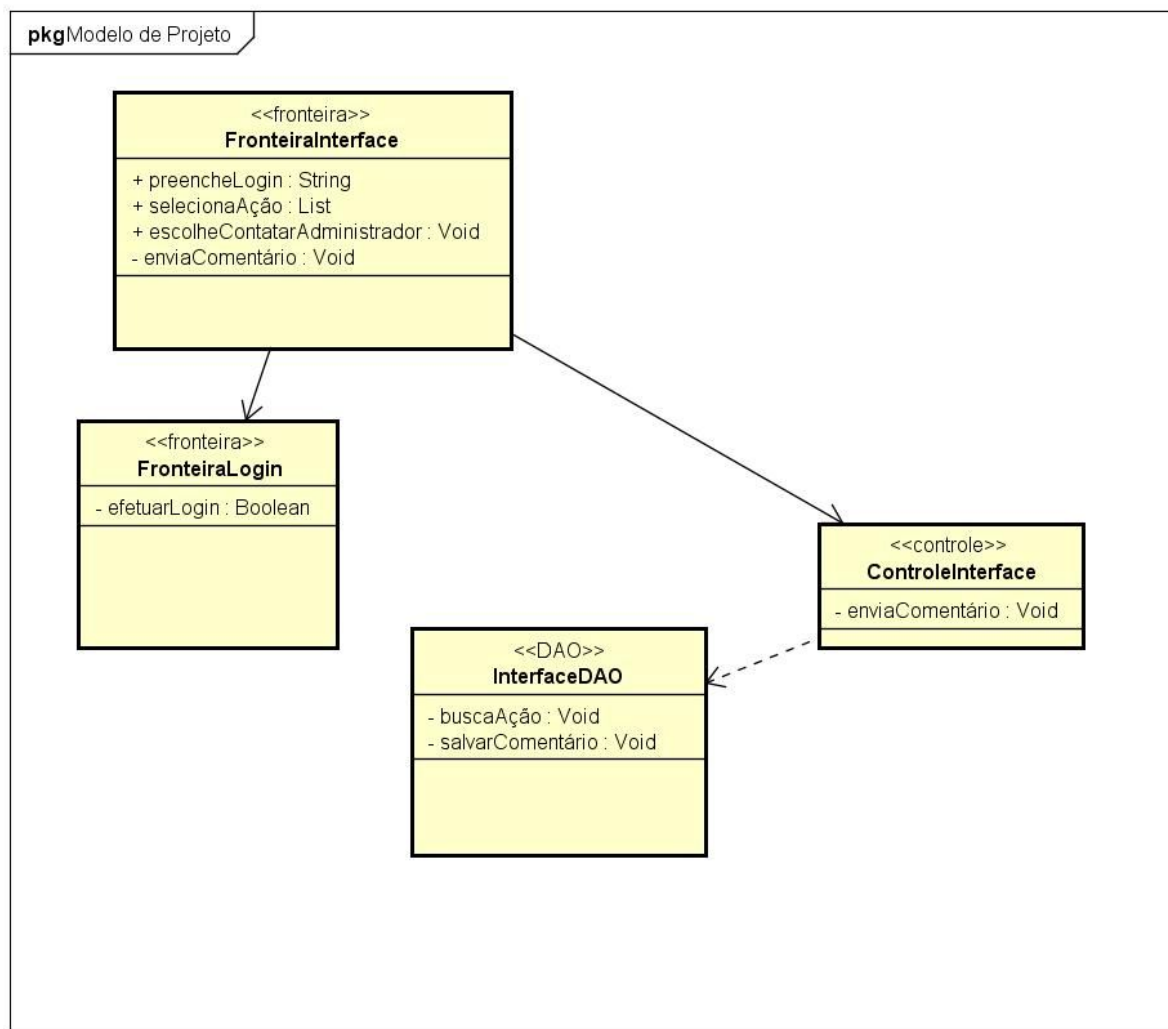 pkgModelo de Projeto
<<fronteira>>
FronteiraInterface
+ preencheLogin : String
+ selecionaAção : List
+ escolheContatarAdministrador : Void
- enviaComentário : Void
<<fronteira>>
FronteiraLogin
- efetuarLogin : Boolean
<<controle>>
ControleInterface
- enviaComentário : Void
<<DAO>>
InterfaceDAO
- buscaAção : Void
- salvarComentário : Void